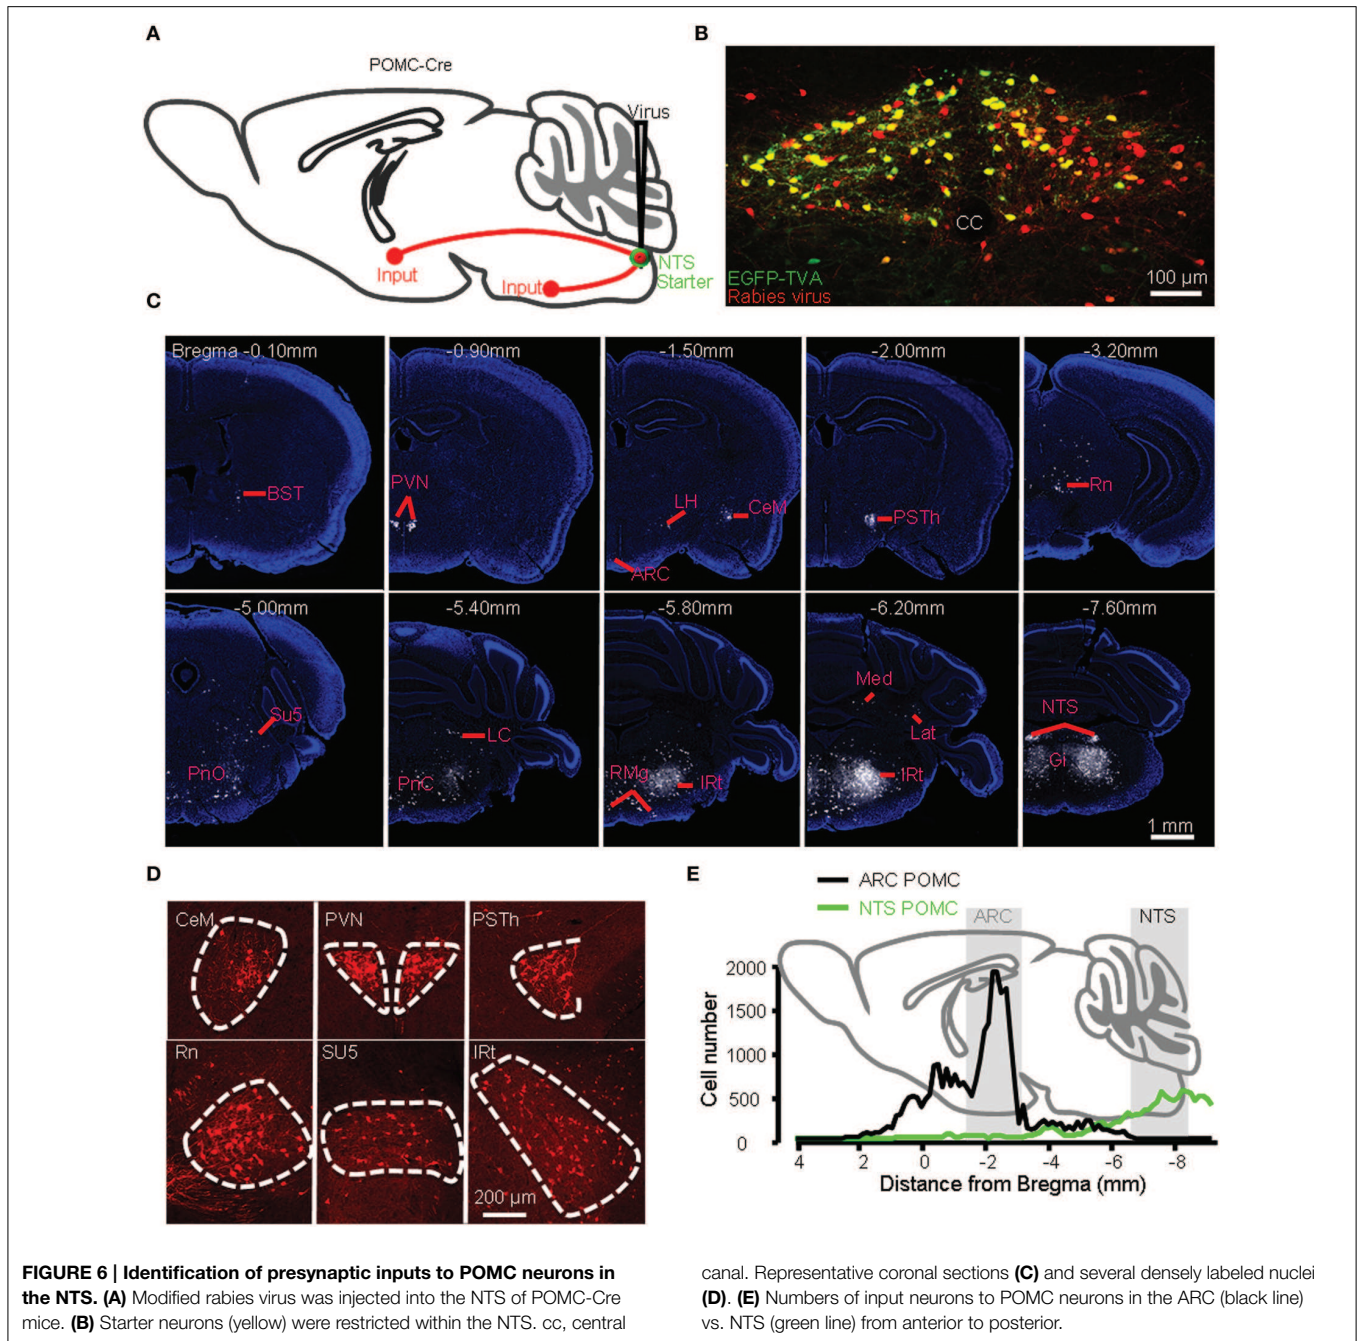 A
POMC-Cre
Virus
Input
Input
NTS
Starter
B
CC
EGFP-TVA
Rabies virus
100 µm
C
Bregma -0.10mm
-0.90mm
-1.50mm
-2.00mm
-3.20mm
BST
PVN
LH
CeM
ARC
PSTh
Rn
-5.00mm
-5.40mm
-5.80mm
-6.20mm
-7.60mm
Su5
PnO
LC
PnC
RMg
IRt
Med
Lat
IRt
NTS
Gi
1 mm
D
CeM
PVN
PSTh
Rn
SU5
IRt
200 µm
E
ARC POMC
NTS POMC
ARC
NTS
Cell number
2000
1500
1000
500
0
4 2 0 -2 -4 -6 -8
Distance from Bregma (mm)
FIGURE 6 | Identification of presynaptic inputs to POMC neurons in
the NTS. (A) Modified rabies virus was injected into the NTS of POMC-Cre
mice. (B) Starter neurons (yellow) were restricted within the NTS. cc, central
canal. Representative coronal sections (C) and several densely labeled nuclei
(D). (E) Numbers of input neurons to POMC neurons in the ARC (black line)
vs. NTS (green line) from anterior to posterior.